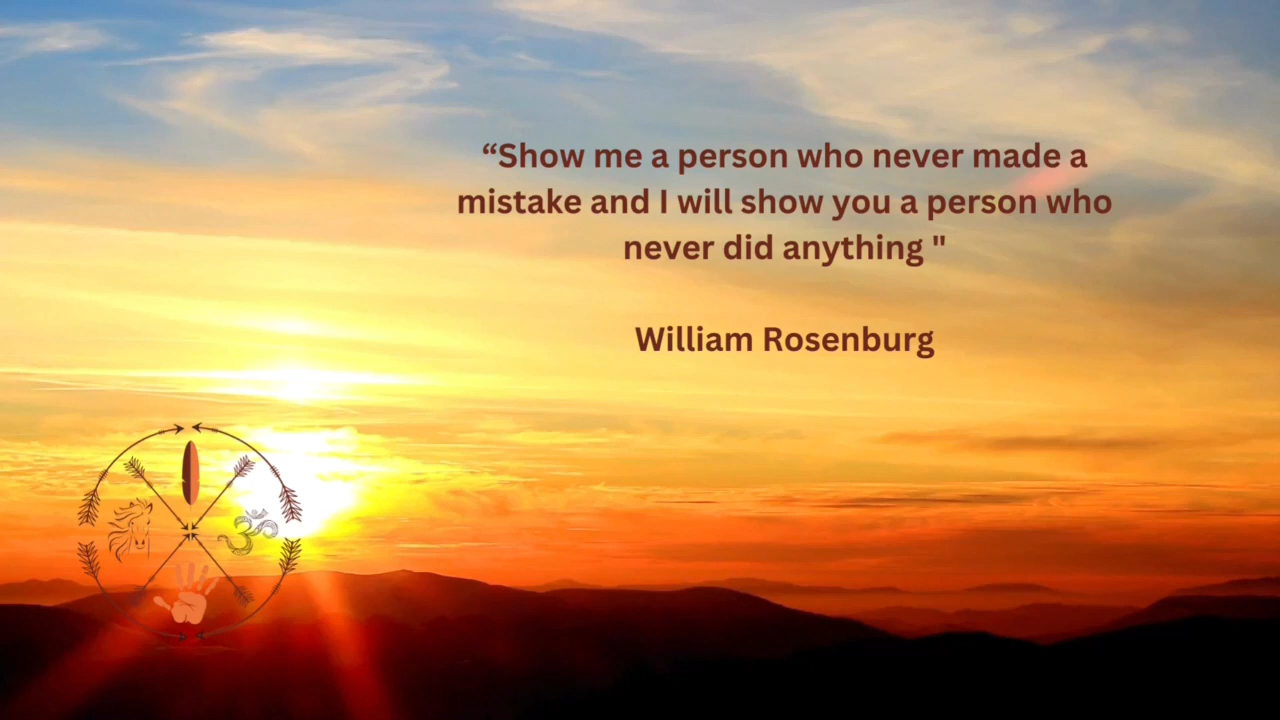 “Show me a person who never made a
mistake and I will show you a person who
never did anything "
William Rosenburg
ॐ